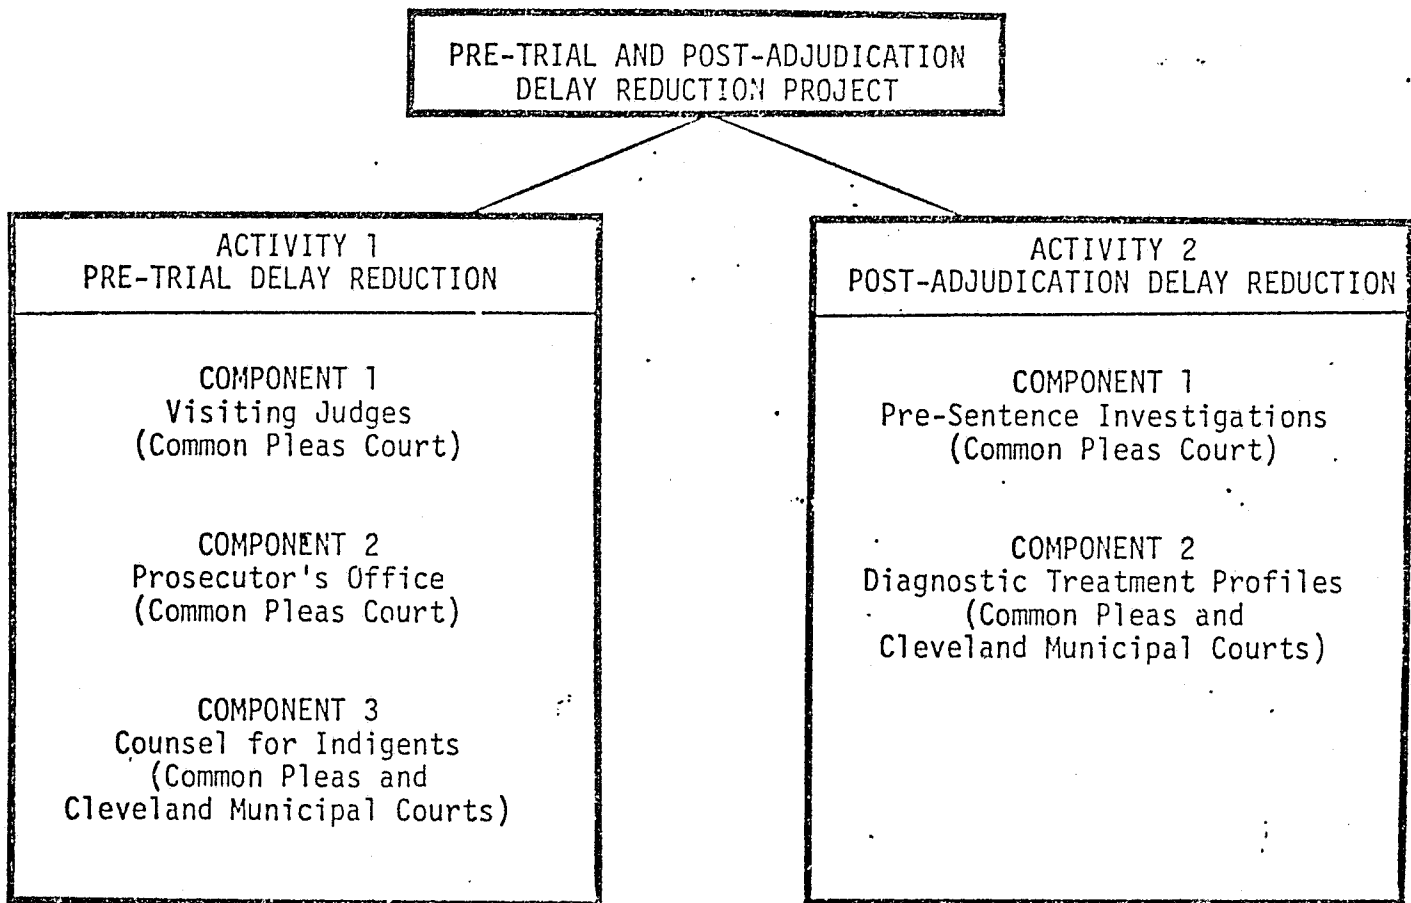 PRE-TRIAL AND POST-ADJUDICATION
DELAY REDUCTION PROJECT
ACTIVITY 1
PRE-TRIAL DELAY REDUCTION
COMPONENT 1
Visiting Judges
(Common Pleas Court)
COMPONENT 2
Prosecutor's Office
(Common Pleas Court)
COMPONENT 3
Counsel for Indigents
(Common Pleas and
Cleveland Municipal Courts)
ACTIVITY 2
POST-ADJUDICATION DELAY REDUCTION
COMPONENT 1
Pre-Sentence Investigations
(Common Pleas Court)
COMPONENT 2
Diagnostic Treatment Profiles
(Common Pleas and
Cleveland Municipal Courts)